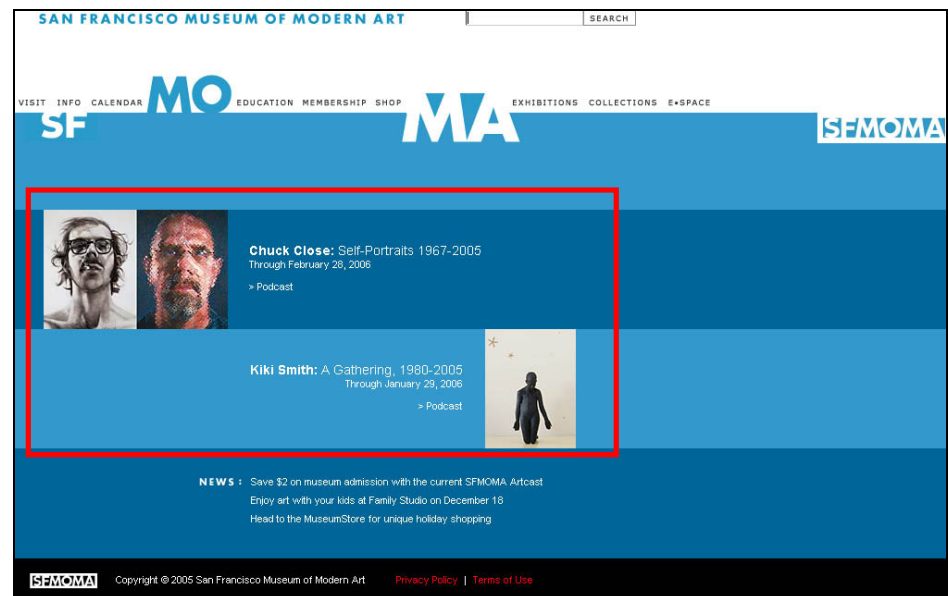 SAN FRANCISCO MUSEUM OF MODERN ART
SEARCH
VISIT INFO CALENDAR MO EDUCATION MEMBERSHIP SHOP MA EXHIBITIONS COLLECTIONS E•SPACE
SF
SFMOMA
Chuck Close: Self-Portraits 1967-2005
Through February 28, 2006
> Podcast
Kiki Smith: A Gathering, 1980-2005
Through January 29, 2006
> Podcast
NEWS: Save $2 on museum admission with the current SFMOMA Artcast
Enjoy art with your kids at Family Studio on December 18
Head to the MuseumStore for unique holiday shopping
SFMOMA Copyright © 2005 San Francisco Museum of Modern Art Privacy Policy | Terms of Use